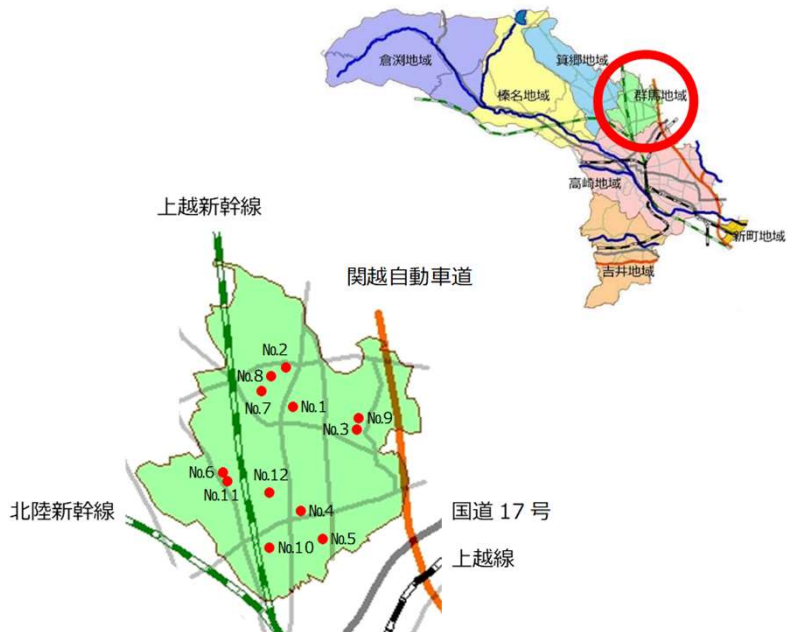 倉渕地域
箕郷地域
榛名地域
群馬地域
高崎地域
新町地域
吉井地域
上越新幹線
関越自動車道
No.2
No.8
No.7
No.1
No.9
No.3
No.6
No.12
No.11
No.4
北陸新幹線
国道 17 号
No.5
No.10
上越線